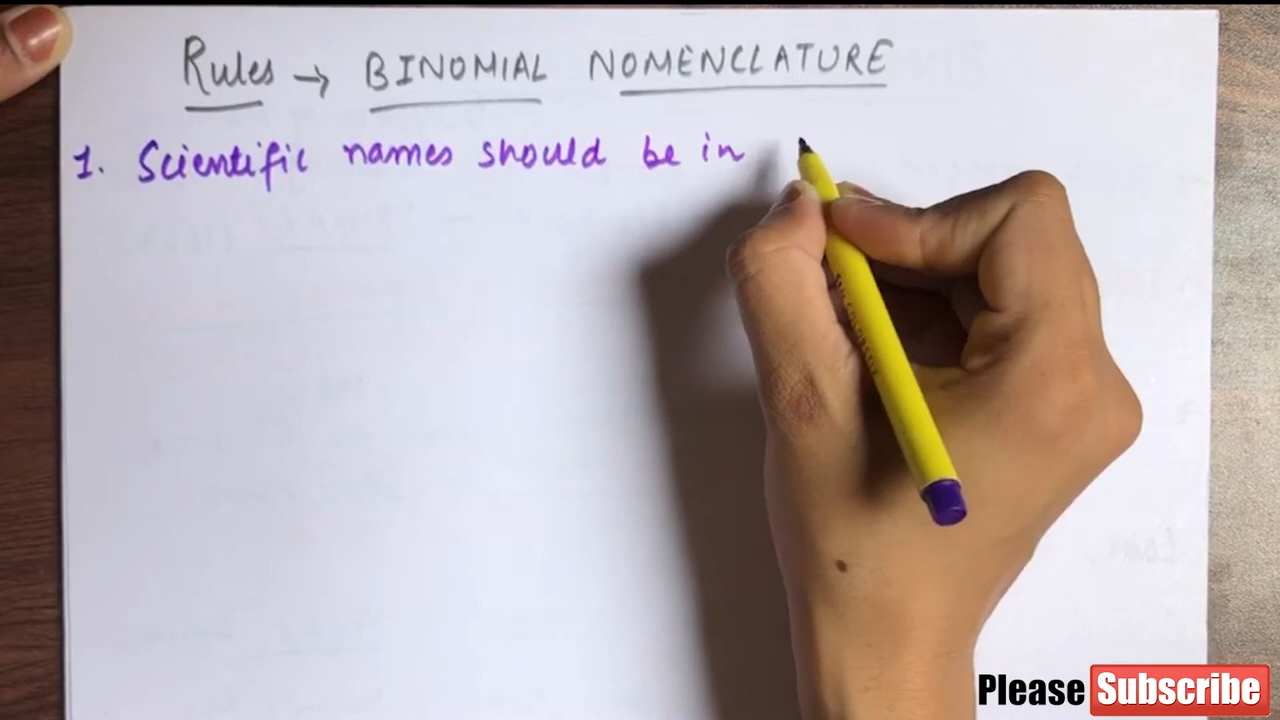 Rules → BINOMIAL NOMENCLATURE
1. Scientific names should be in
Please Subscribe